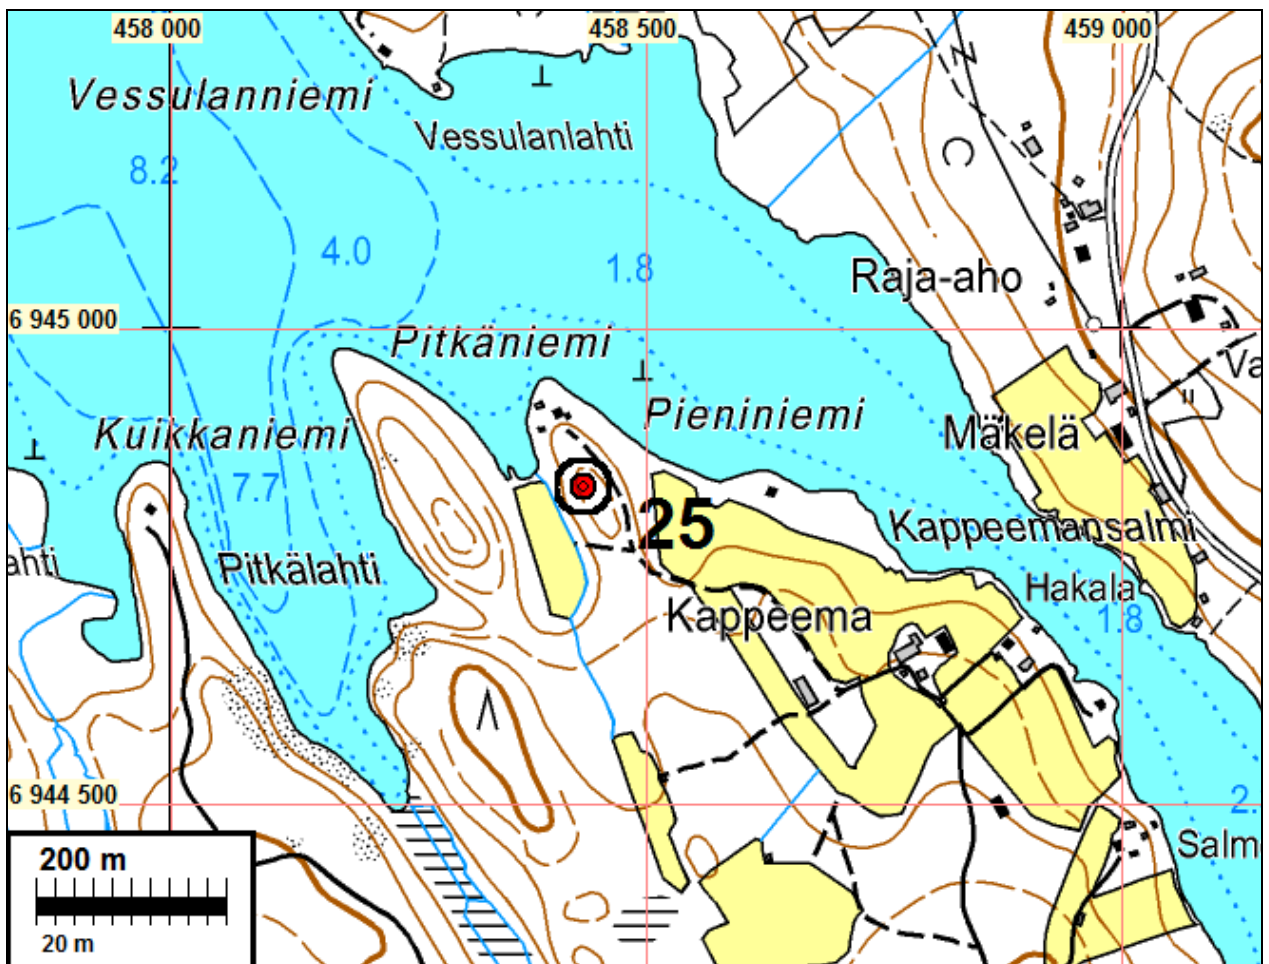 458 000
458 500
459 000
Vessulanniemi
Vessulanlahti
8.2
4.0
1.8
Raja-aho
6 945 000
Pitkäniemi
Va
Pieniniemi
Kuikkaniemi
Mäkelä
7.7
25
Kappeemansalmi
ahti
Pitkälahti
Hakala
Kappeema
1.8
6 944 500
2.
Salm
200 m
20 m